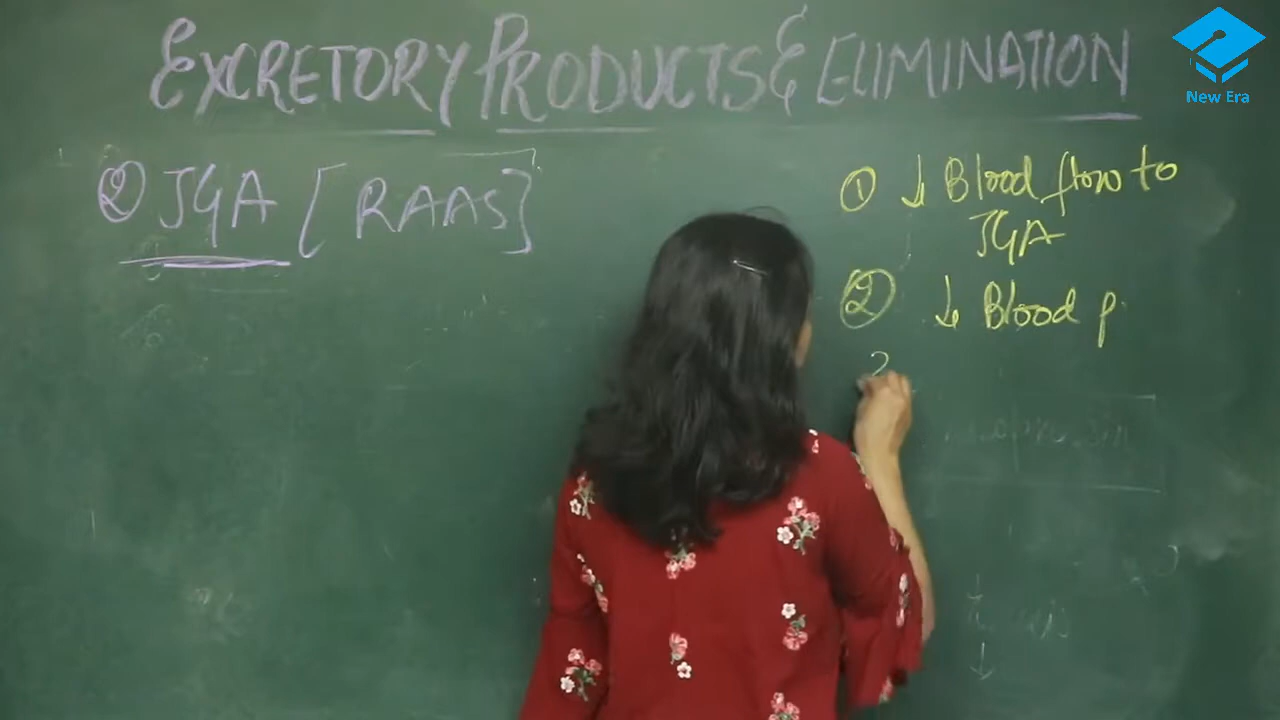 EXCRETORY PRODUCTS & ELIMINATION
New Era
② JGA [RAAS]
① ↓ Blood flow to
JGA
② ↓ Blood p.